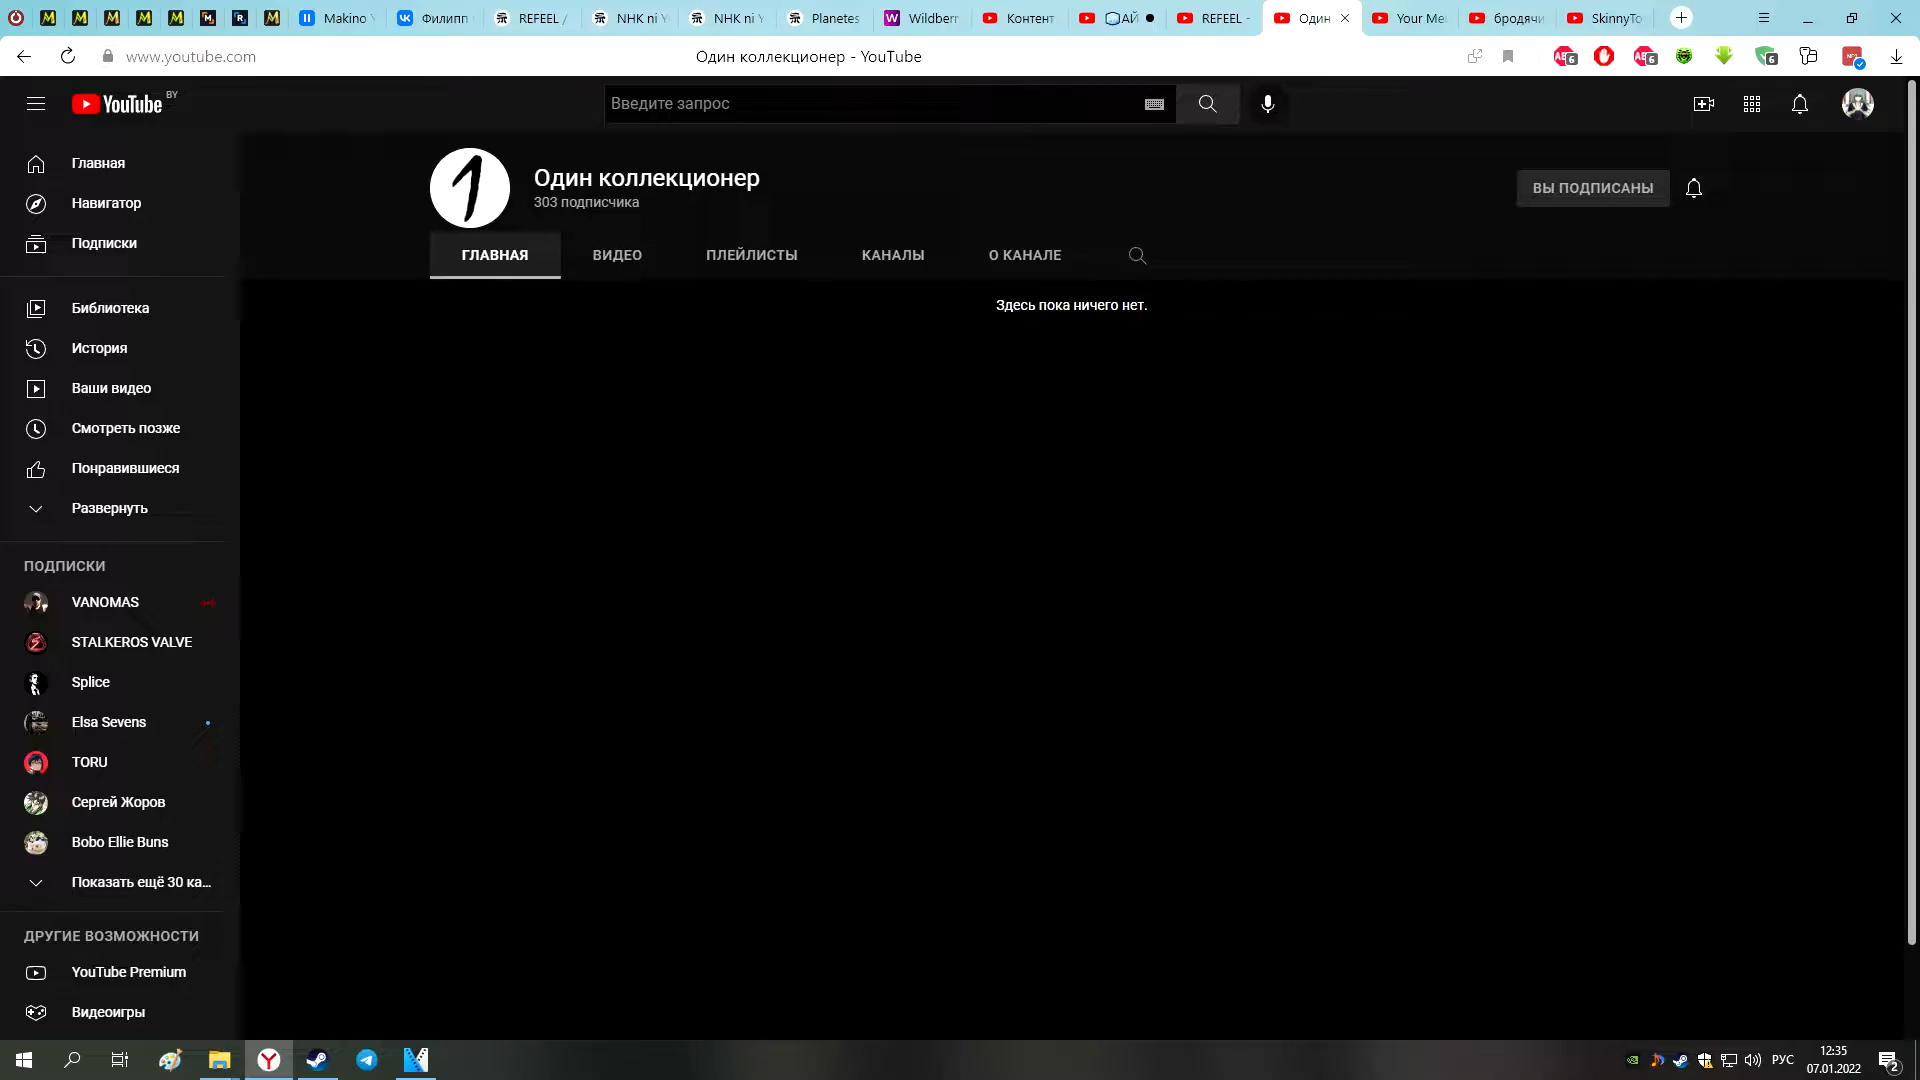 Makino
Филипп
REFEEL /
NHK ni Y
NHK ni Y
Planetes
Wildberr
Контент
АЙ
REFEEL -
Один
Your Me
бродячи
SkinnyTo
www.youtube.com
Один коллекционер - YouTube
YouTube BY
Введите запрос
Главная
Навигатор
Подписки
Библиотека
История
Ваши видео
Смотреть позже
Понравившиеся
Развернуть
ПОДПИСКИ
VANOMAS
STALKEROS VALVE
Splice
Elsa Sevens
TORU
Сергей Жоров
Bobo Ellie Buns
Показать ещё 30 ка...
ДРУГИЕ ВОЗМОЖНОСТИ
YouTube Premium
Видеоигры
Один коллекционер
303 подписчика
ВЫ ПОДПИСАНЫ
ГЛАВНАЯ
ВИДЕО
ПЛЕЙЛИСТЫ
КАНАЛЫ
О КАНАЛЕ
Здесь пока ничего нет.
РУС
12:35
07.01.2022
2